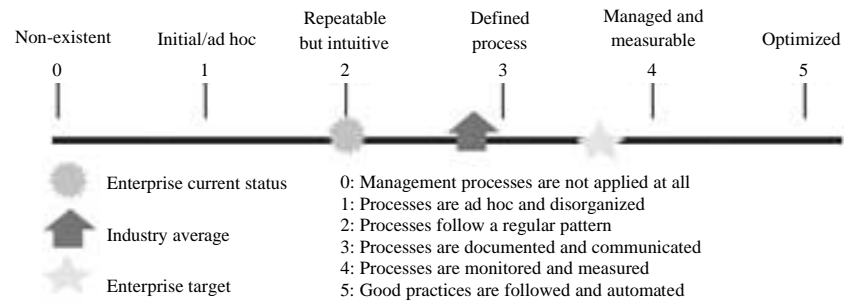 Non-existent
Initial/ad hoc
Repeatable
but intuitive
Defined
process
Managed and
measurable
Optimized
0
1
2
3
4
5
Enterprise current status
Industry average
Enterprise target
0: Management processes are not applied at all
1: Processes are ad hoc and disorganized
2: Processes follow a regular pattern
3: Processes are documented and communicated
4: Processes are monitored and measured
5: Good practices are followed and automated